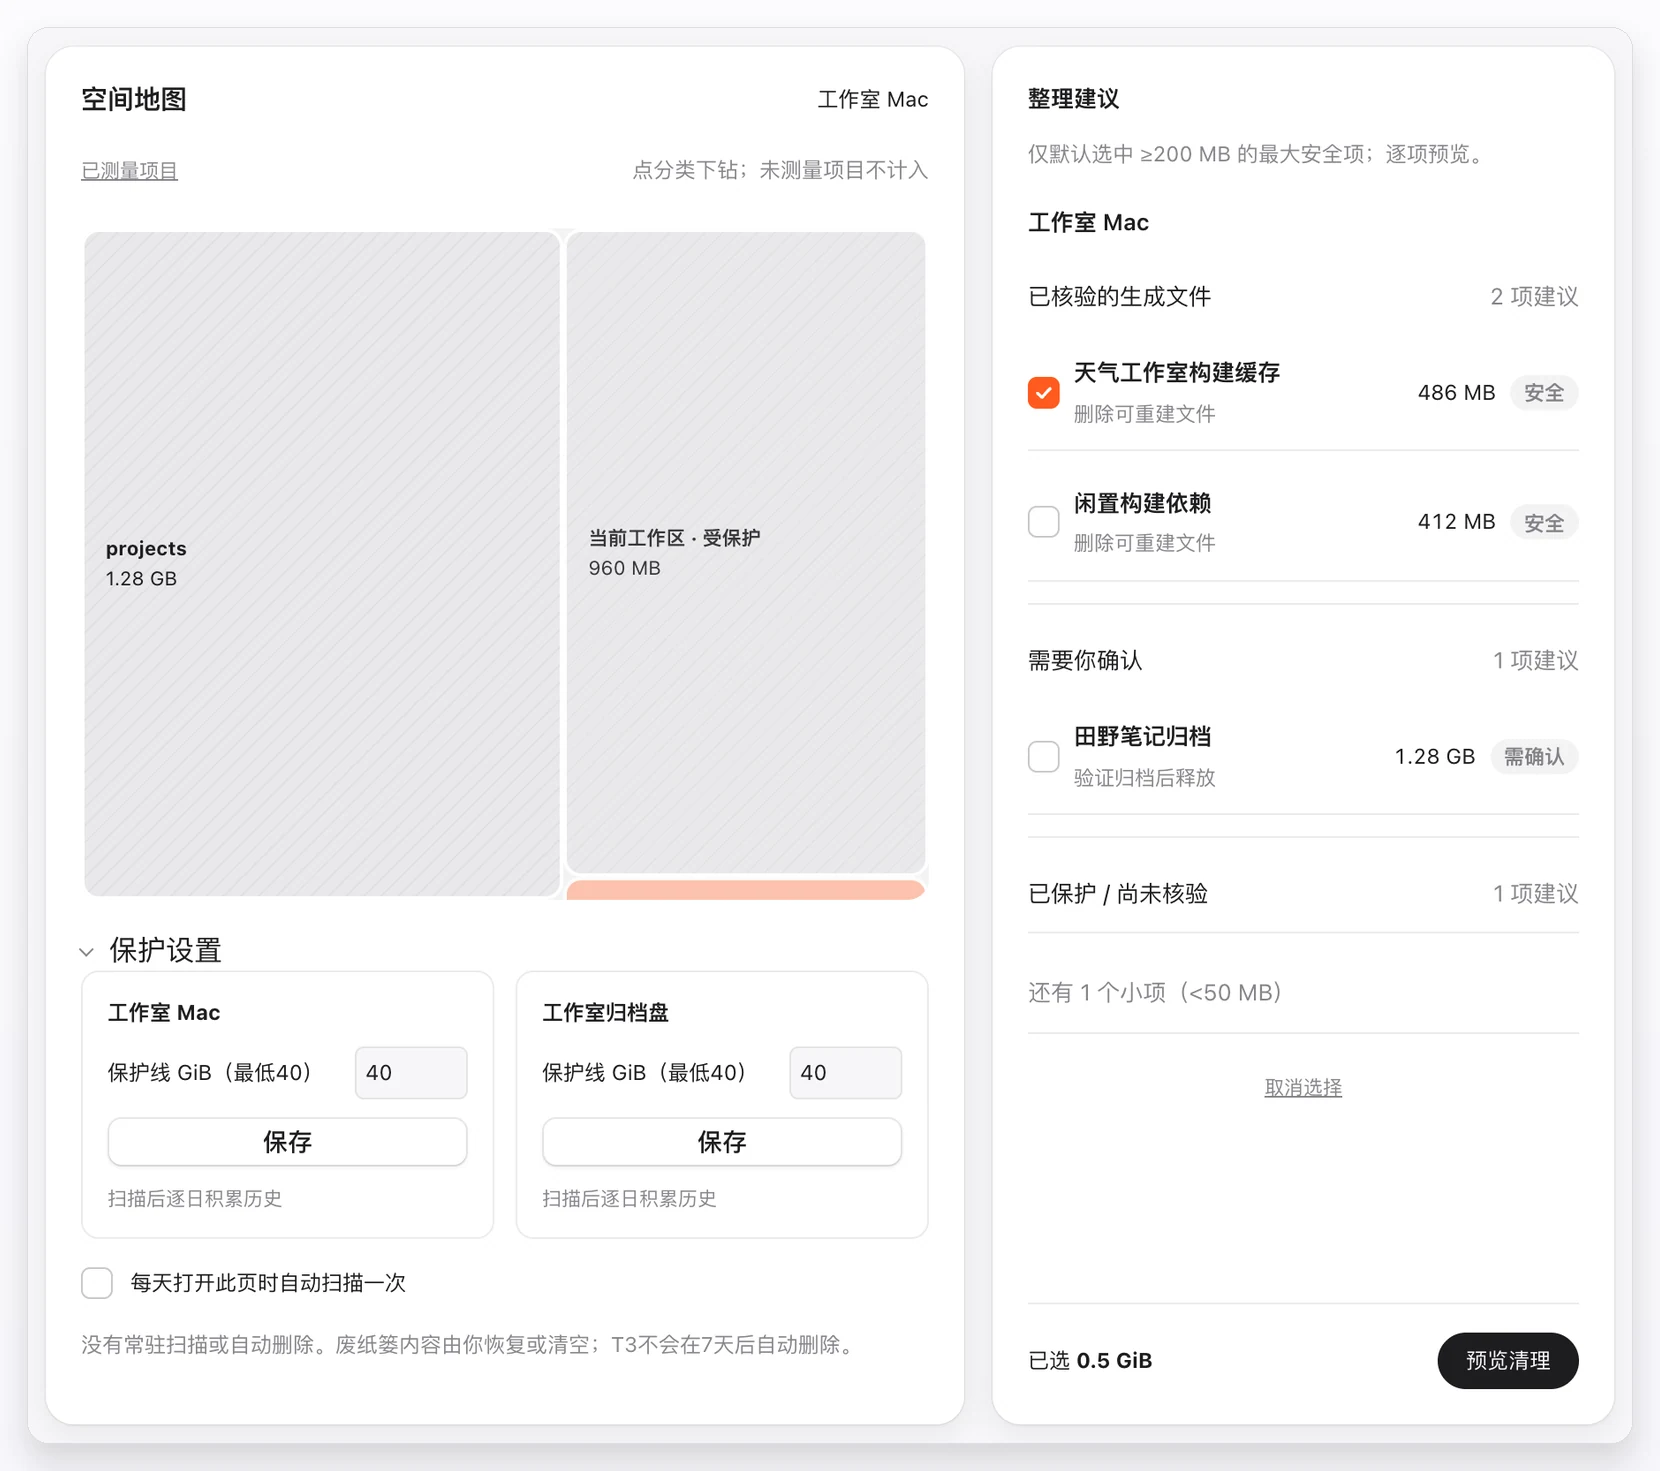 空间地图
工作室 Mac
已测量项目
点分类下钻；未测量项目不计入
projects
1.28 GB
当前工作区 · 受保护
960 MB
保护设置
工作室 Mac
保护线 GiB（最低40）
40
保存
扫描后逐日积累历史
工作室归档盘
保护线 GiB（最低40）
40
保存
扫描后逐日积累历史
每天打开此页时自动扫描一次
没有常驻扫描或自动删除。废纸篓内容由你恢复或清空；T3不会在7天后自动删除。
整理建议
仅默认选中 ≥200 MB 的最大安全项；逐项预览。
工作室 Mac
已核验的生成文件
2 项建议
天气工作室构建缓存
删除可重建文件
486 MB
安全
闲置构建依赖
删除可重建文件
412 MB
安全
需要你确认
1 项建议
田野笔记归档
验证归档后释放
1.28 GB
需确认
已保护 / 尚未核验
1 项建议
还有 1 个小项（<50 MB）
取消选择
已选 0.5 GiB
预览清理